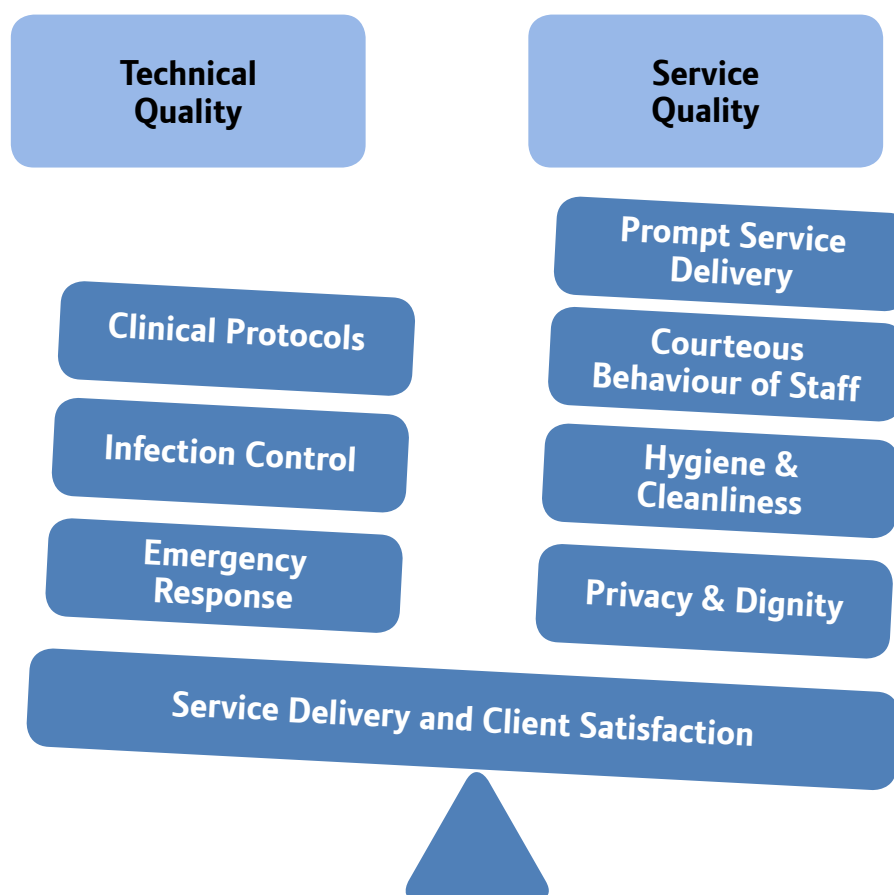 Technical
Quality
Service
Quality
Clinical Protocols
Infection Control
Emergency
Response
Prompt Service
Delivery
Courteous
Behaviour of Staff
Hygiene &
Cleanliness
Privacy & Dignity
Service Delivery and Client Satisfaction